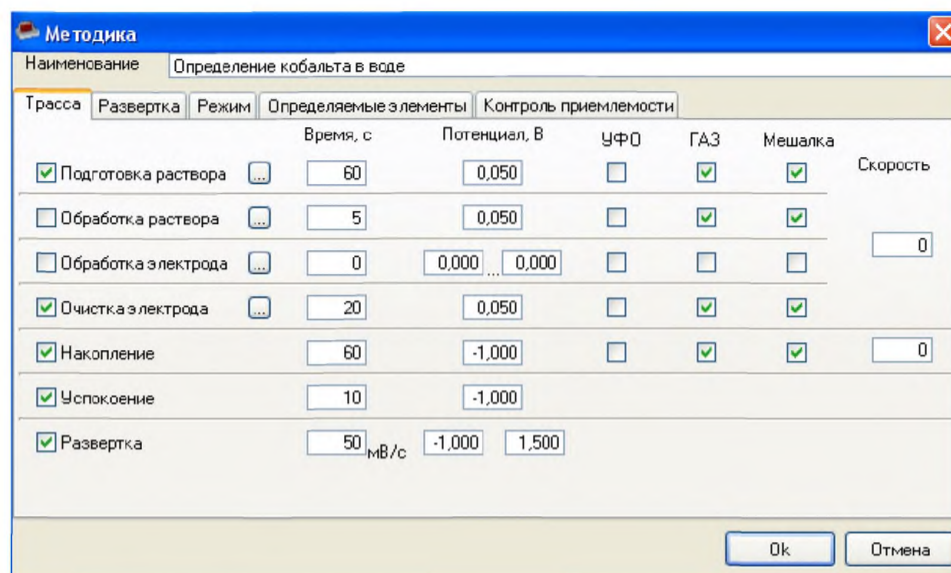 Методика
Наименование Определение кобальта в воде
Трасса Развертка Режим Определяемые элементы Контроль приемлемости
Время, с Потенциал, В УФО ГАЗ Мешалка Скорость
Подготовка раствора ... 60 0,050
Обработка раствора ... 5 0,050
0
Обработка электрода ... 0 0,000 ... 0,000
Очистка электрода ... 20 0,050
Накопление 60 -1,000 0
Успокоение 10 -1,000
Развертка 50 мВ/с -1,000 1,500
Ok Отмена